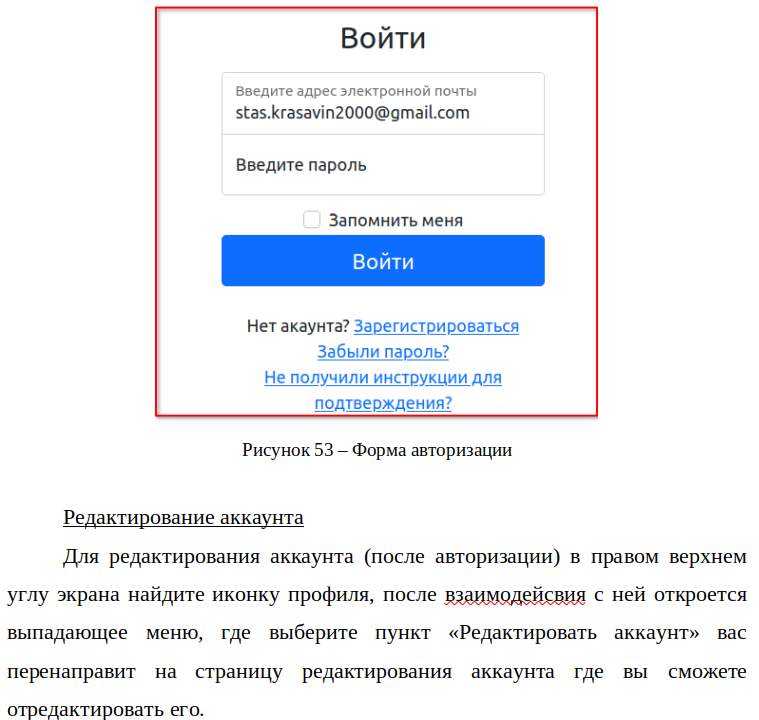 Войти
Введите адрес электронной почты
stas.krasavin2000@gmail.com
Введите пароль
Запомнить меня
Войти
Нет акаунта? Зарегистрироваться
Забыли пароль?
Не получили инструкции для
подтверждения?
Рисунок 53 – Форма авторизации
Редактирование аккаунта
Для редактирования аккаунта (после авторизации) в правом верхнем
углу экрана найдите иконку профиля, после взаимодейсвия с ней откроется
выпадающее меню, где выберите пункт «Редактировать аккаунт» вас
перенаправит на страницу редактирования аккаунта где вы сможете
отредактировать его.